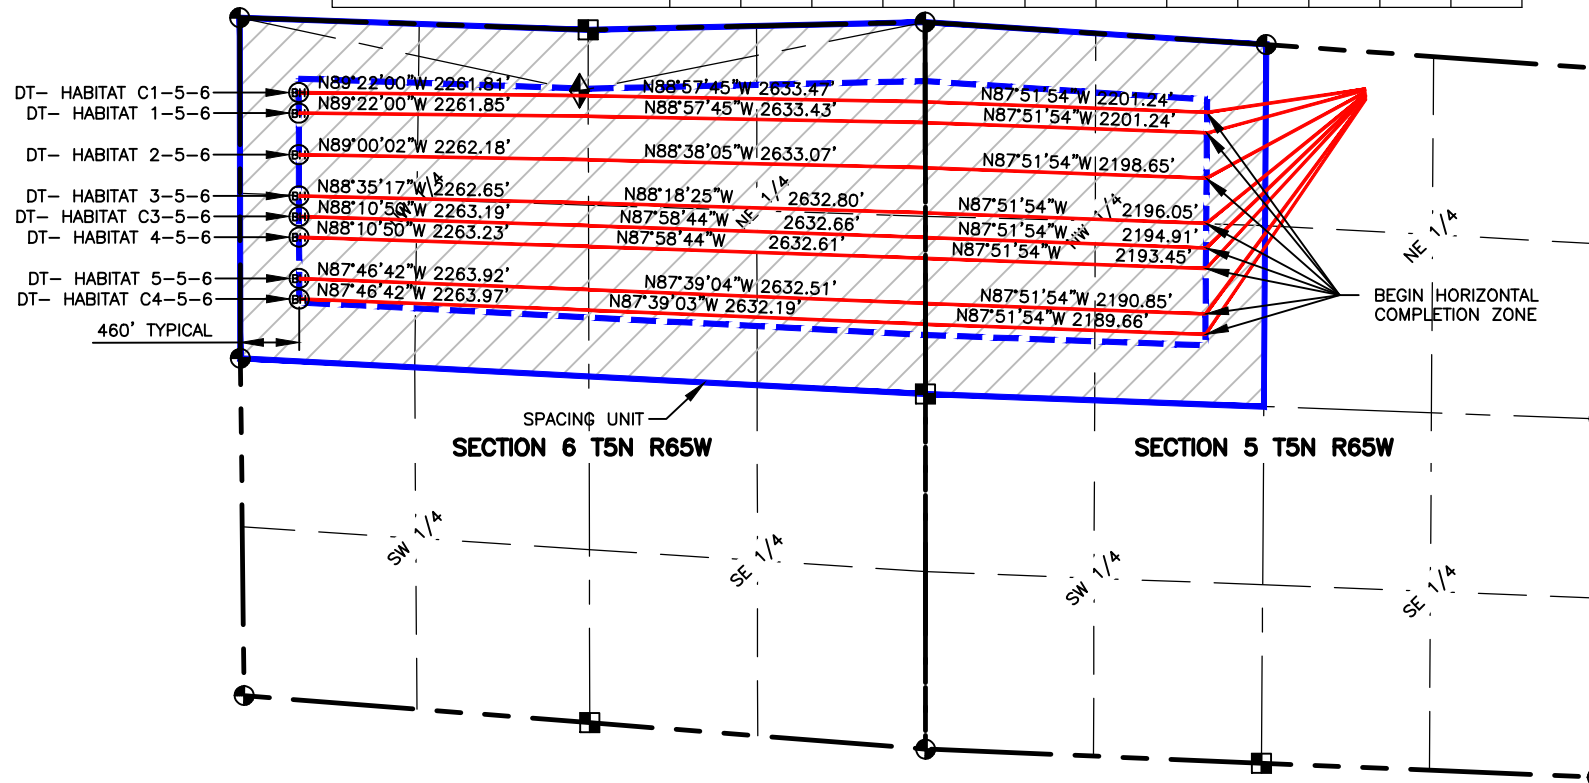 DT- HABITAT C1-5-6
N89°22'00"W 2261.81'
N88°57'45"W 2633.47'
N87°51'54"W 2201.24'
DT- HABITAT 1-5-6
N89°22'00"W 2261.85'
N88°57'45"W 2633.43'
N87°51'54"W 2201.24'
DT- HABITAT 2-5-6
N89°00'02"W 2262.18'
N88°38'05"W 2633.07'
N87°51'54"W 2198.65'
DT- HABITAT 3-5-6
N88°35'17"W 2262.65'
N88°18'25"W 2632.80'
N87°51'54"W 2196.05'
DT- HABITAT C3-5-6
N88°10'50"W 2263.19'
N87°58'44"W 2632.66'
N87°51'54"W 2194.91'
DT- HABITAT 4-5-6
N88°10'50"W 2263.23'
N87°58'44"W 2632.61'
N87°51'54"W 2193.45'
DT- HABITAT 5-5-6
N87°46'42"W 2263.92'
N87°39'04"W 2632.51'
N87°51'54"W 2190.85'
DT- HABITAT C4-5-6
N87°46'42"W 2263.97'
N87°39'03"W 2632.19'
N87°51'54"W 2189.66'
NE 1/4
NW 1/4
NE 1/4
BEGIN HORIZONTAL
COMPLETION ZONE
460' TYPICAL
SPACING UNIT
SECTION 6 T5N R65W
SECTION 5 T5N R65W
SW 1/4
SE 1/4
SW 1/4
SE 1/4